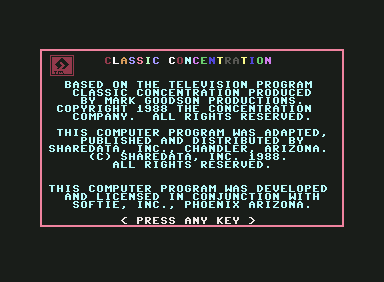 CLASSIC CONCENTRATION
BASED ON THE TELEVISION PROGRAM
CLASSIC CONCENTRATION PRODUCED
BY MARK GOODSON PRODUCTIONS.
COPYRIGHT 1988 THE CONCENTRATION
COMPANY. ALL RIGHTS RESERVED.
THIS COMPUTER PROGRAM WAS ADAPTED,
PUBLISHED AND DISTRIBUTED BY
SHAREDATA, INC., CHANDLER, ARIZONA.
(C) SHAREDATA, INC. 1988.
ALL RIGHTS RESERVED.
THIS COMPUTER PROGRAM WAS DEVELOPED
AND LICENSED IN CONJUNCTION WITH
SOFTIE, INC., PHOENIX ARIZONA.
< PRESS ANY KEY >